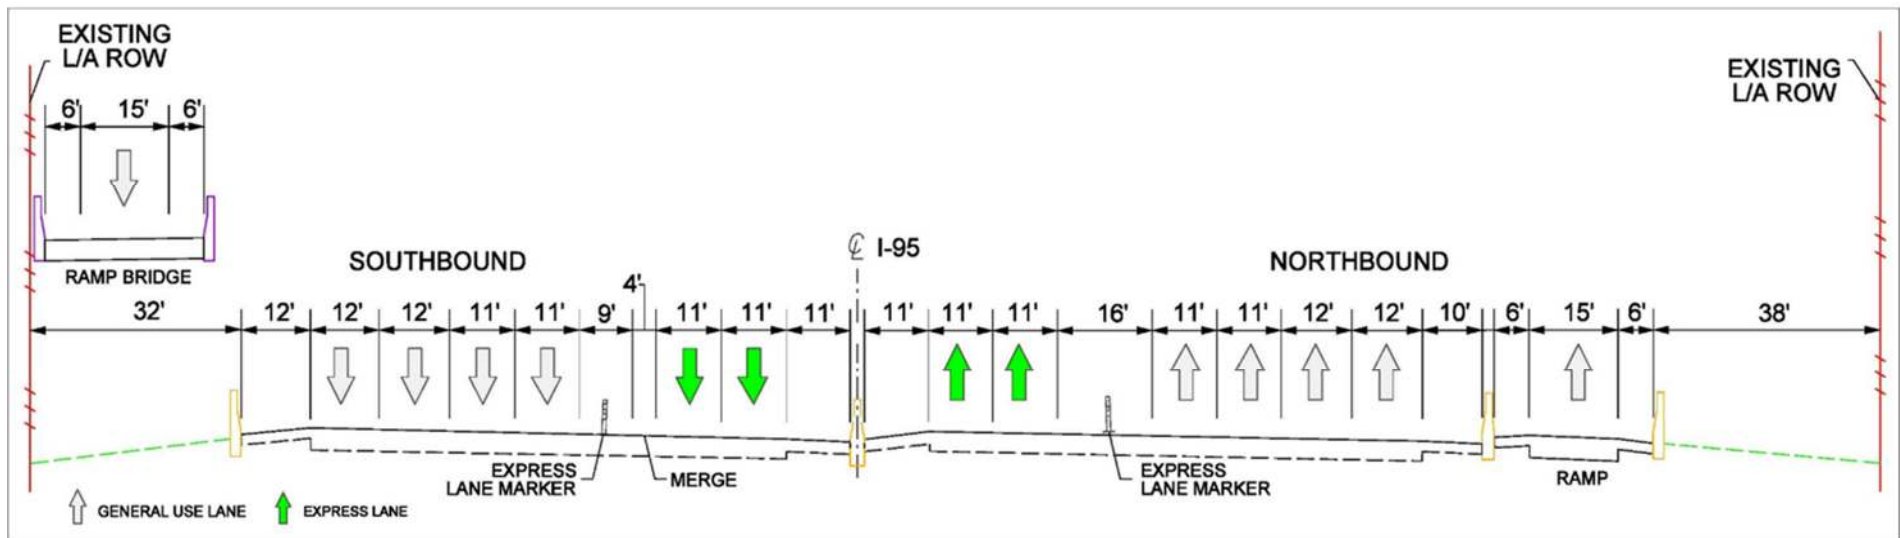 EXISTING
L/A ROW
EXISTING
L/A ROW
6' 15' 6'
RAMP BRIDGE
SOUTHBOUND
℄ I-95
NORTHBOUND
32' 12' 12' 12' 11' 11' 9' 4' 11' 11' 11' 11' 11' 11' 16' 11' 11' 12' 12' 10' 6' 15' 6' 38'
EXPRESS
LANE MARKER
MERGE
EXPRESS
LANE MARKER
RAMP
GENERAL USE LANE
EXPRESS LANE